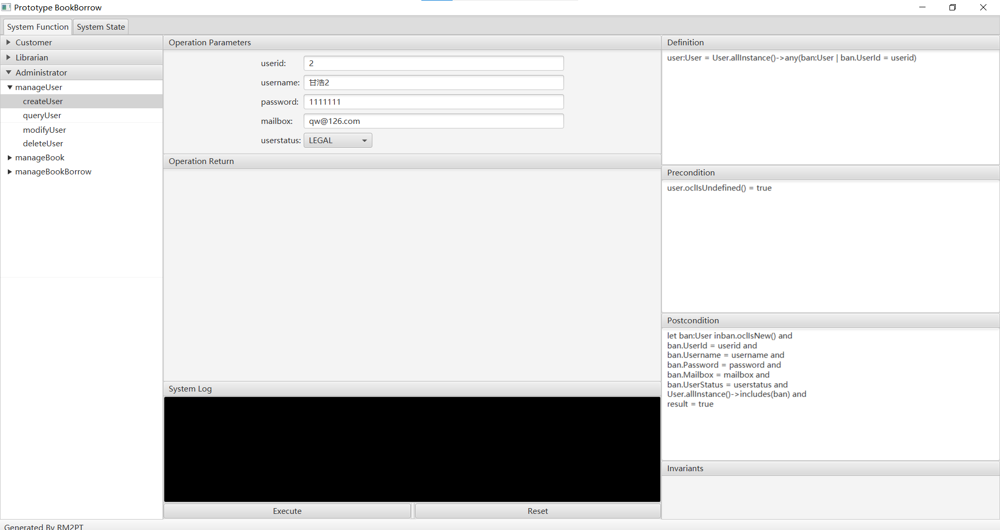 Prototype BookBorrow
System Function
System State
Customer
Librarian
Administrator
manageUser
createUser
queryUser
modifyUser
deleteUser
manageBook
manageBookBorrow
Operation Parameters
userid:
2
username:
甘浩2
password:
1111111
mailbox:
qw@126.com
userstatus:
LEGAL
Operation Return
System Log
Execute
Reset
Definition
user:User = User.allInstance()->any(ban:User | ban.UserId = userid)
Precondition
user.oclIsUndefined() = true
Postcondition
let ban:User inban.oclIsNew() and
ban.UserId = userid and
ban.Username = username and
ban.Password = password and
ban.Mailbox = mailbox and
ban.UserStatus = userstatus and
User.allInstance()->includes(ban) and
result = true
Invariants
Generated By RM2PT